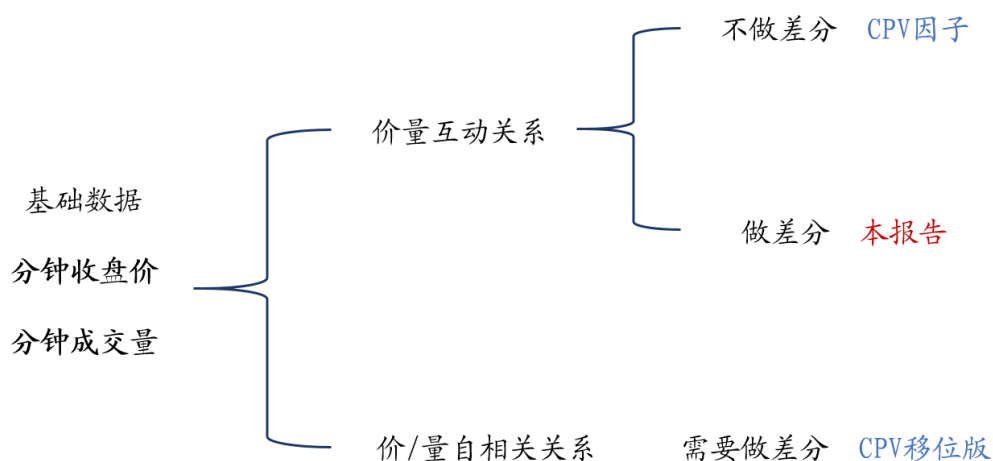 不做差分 CPV因子
价量互动关系
基础数据
做差分 本报告
分钟收盘价
分钟成交量
价/量自相关关系 需要做差分 CPV移位版